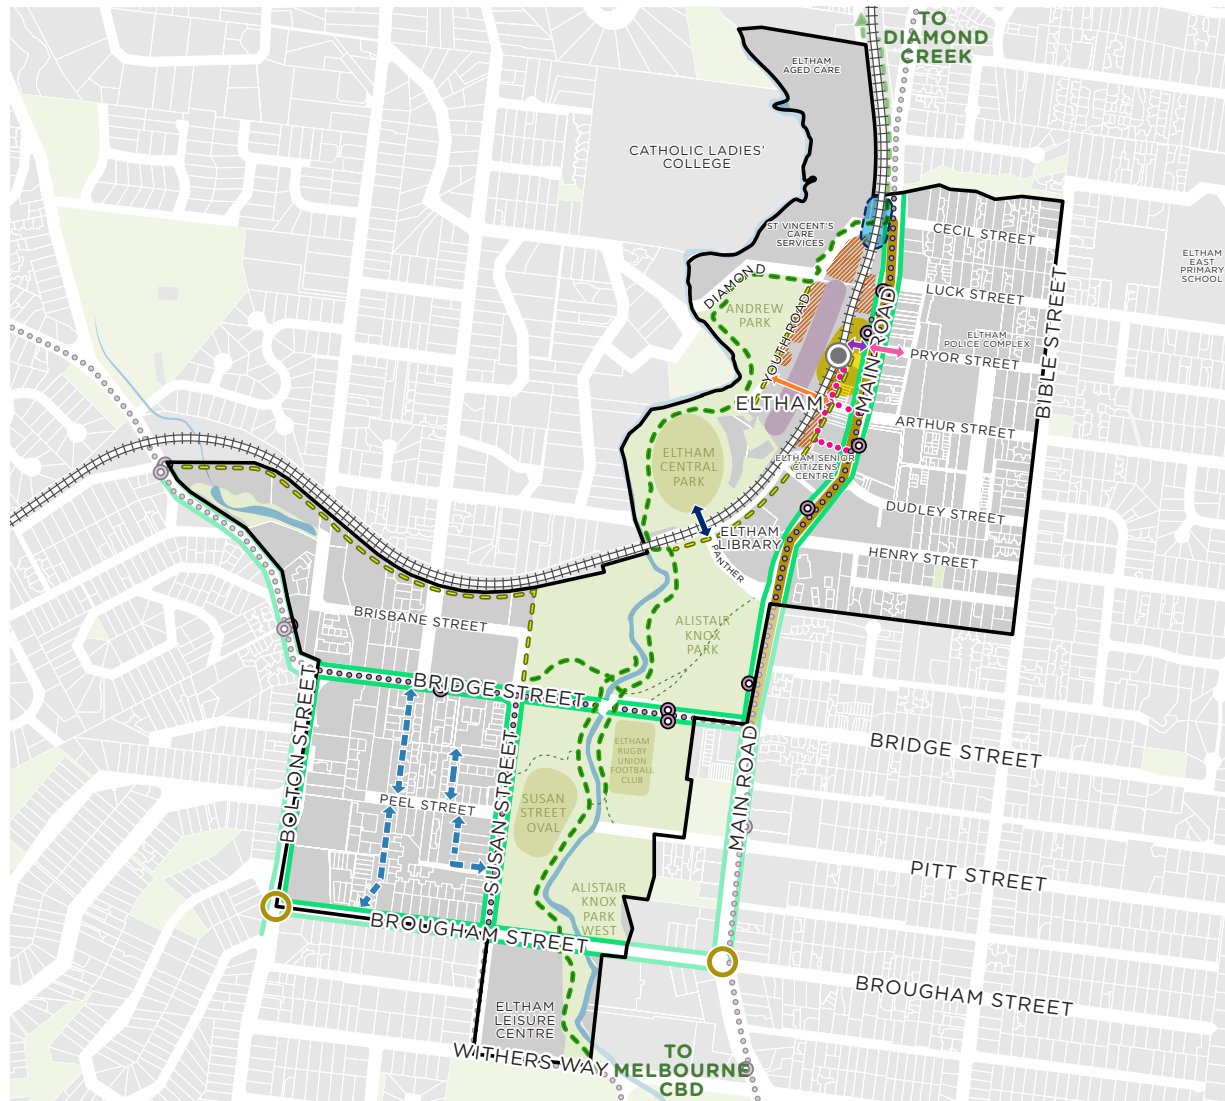 TO
DIAMOND
CREEK
ELTHAM
AGED CARE
CATHOLIC LADIES'
COLLEGE
ST VINCENT'S
CARE
SERVICES
CECIL STREET
ELTHAM
EAST
PRIMARY
SCHOOL
DIAMOND
LUCK STREET
ANDREW
PARK
YOUTH ROAD
MAIN ROAD
BIBLE STREET
ELTHAM
POLICE COMPLEX
PRYOR STREET
ELTHAM
ARTHUR STREET
ELTHAM
CENTRAL
PARK
ELTHAM SENIOR
CITIZENS
CENTRE
DUDLEY STREET
ELTHAM
LIBRARY
PANTHER
HENRY STREET
BRISBANE STREET
ALISTAIR
KNOX
PARK
BRIDGE STREET
BOLTON STREET
SUSAN STREET
MAIN ROAD
BRIDGE STREET
ELTHAM
RUGBY
UNION
FOOTBALL
CLUB
PEEL STREET
SUSAN
STREET
OVAL
PITT STREET
ALISTAIR
KNOX
PARK
WEST
BROUGHAM STREET
BROUGHAM STREET
ELTHAM
LEISURE
CENTRE
WITHERS WAY
TO
MELBOURNE
CBD